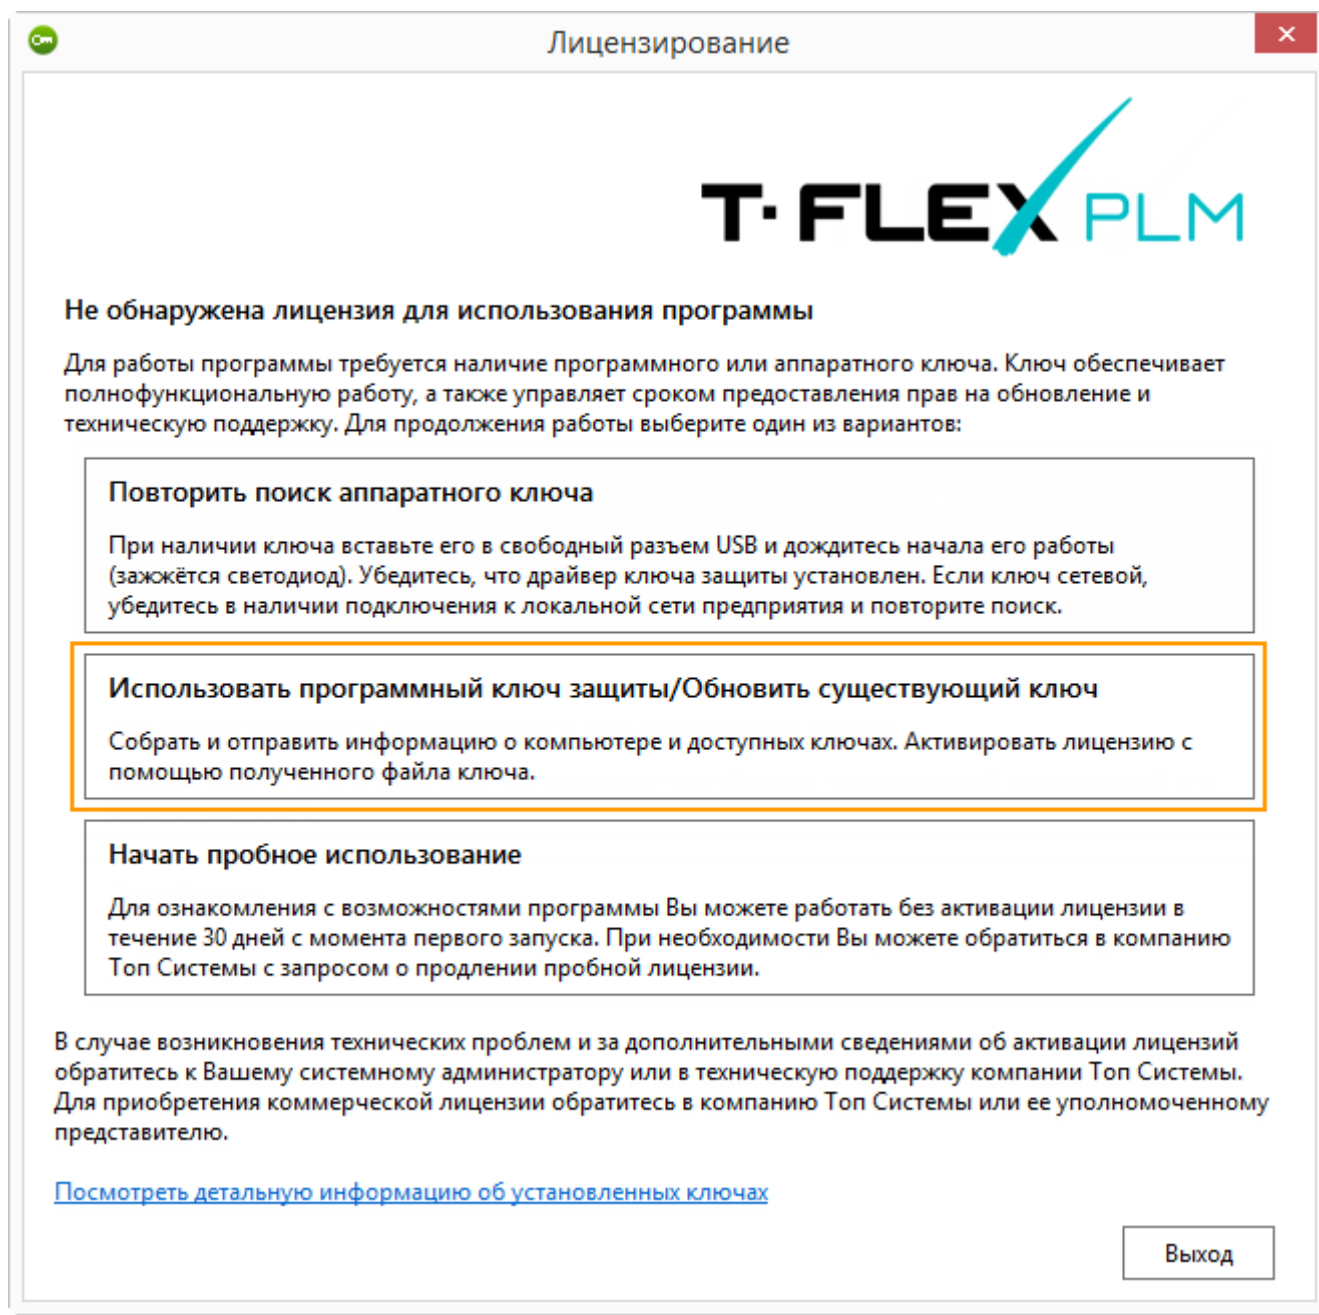 Лицензирование
T·FLEX PLM
Не обнаружена лицензия для использования программы
Для работы программы требуется наличие программного или аппаратного ключа. Ключ обеспечивает
полнофункциональную работу, а также управляет сроком предоставления прав на обновление и
техническую поддержку. Для продолжения работы выберите один из вариантов:
Повторить поиск аппаратного ключа
При наличии ключа вставьте его в свободный разъем USB и дождитесь начала его работы
(зажжётся светодиод). Убедитесь, что драйвер ключа защиты установлен. Если ключ сетевой,
убедитесь в наличии подключения к локальной сети предприятия и повторите поиск.
Использовать программный ключ защиты/Обновить существующий ключ
Собрать и отправить информацию о компьютере и доступных ключах. Активировать лицензию с
помощью полученного файла ключа.
Начать пробное использование
Для ознакомления с возможностями программы Вы можете работать без активации лицензии в
течение 30 дней с момента первого запуска. При необходимости Вы можете обратиться в компанию
Топ Системы с запросом о продлении пробной лицензии.
В случае возникновения технических проблем и за дополнительными сведениями об активации лицензий
обратитесь к Вашему системному администратору или в техническую поддержку компании Топ Системы.
Для приобретения коммерческой лицензии обратитесь в компанию Топ Системы или ее уполномоченному
представителю.
Посмотреть детальную информацию об установленных ключах
Выход